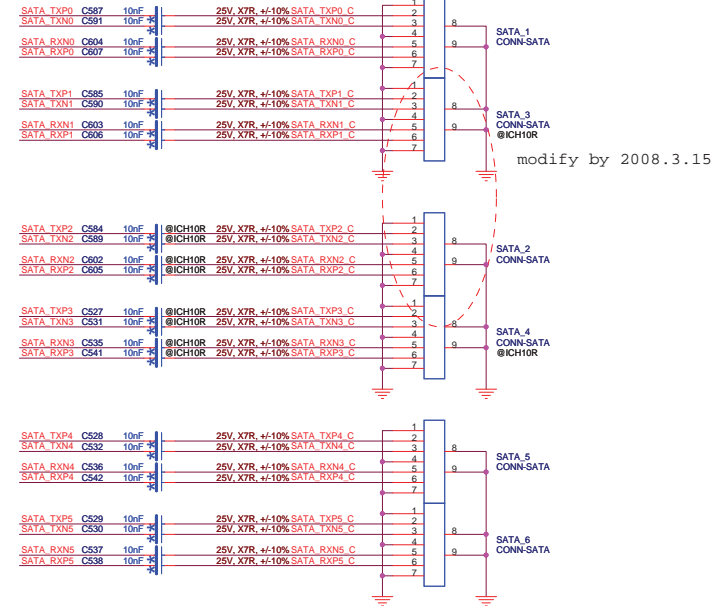 1
SATA_TXP0 C587 10nF 25V, X7R, +/-10% SATA_TXP0_C 2
SATA_TXN0 C591 10nF * 25V, X7R, +/-10% SATA_TXN0_C 3 8 SATA_1
* 4 CONN-SATA
SATA_RXN0 C604 10nF 25V, X7R, +/-10% SATA_RXN0_C 5 9
SATA_RXP0 C607 10nF * 25V, X7R, +/-10% SATA_RXP0_C 6
* 7
1
SATA_TXP1 C585 10nF 25V, X7R, +/-10% SATA_TXP1_C 2
SATA_TXN1 C590 10nF * 25V, X7R, +/-10% SATA_TXN1_C 3 8 SATA_3
* 4 CONN-SATA
SATA_RXN1 C603 10nF 25V, X7R, +/-10% SATA_RXN1_C 5 9 @ICH10R
SATA_RXP1 C606 10nF * 25V, X7R, +/-10% SATA_RXP1_C 6
* 7
modify by 2008.3.15
1
SATA_TXP2 C584 10nF @ICH10R 25V, X7R, +/-10% SATA_TXP2_C 2
SATA_TXN2 C589 10nF * @ICH10R 25V, X7R, +/-10% SATA_TXN2_C 3 8 SATA_2
* 4 CONN-SATA
SATA_RXN2 C602 10nF @ICH10R 25V, X7R, +/-10% SATA_RXN2_C 5 9
SATA_RXP2 C605 10nF * @ICH10R 25V, X7R, +/-10% SATA_RXP2_C 6
* 7
1
SATA_TXP3 C527 10nF @ICH10R 25V, X7R, +/-10% SATA_TXP3_C 2
SATA_TXN3 C531 10nF * @ICH10R 25V, X7R, +/-10% SATA_TXN3_C 3 8 SATA_4
* 4 CONN-SATA
SATA_RXN3 C535 10nF @ICH10R 25V, X7R, +/-10% SATA_RXN3_C 5 9 @ICH10R
SATA_RXP3 C541 10nF * @ICH10R 25V, X7R, +/-10% SATA_RXP3_C 6
* 7
1
SATA_TXP4 C528 10nF 25V, X7R, +/-10% SATA_TXP4_C 2
SATA_TXN4 C532 10nF * 25V, X7R, +/-10% SATA_TXN4_C 3 8 SATA_5
* 4 CONN-SATA
SATA_RXN4 C536 10nF 25V, X7R, +/-10% SATA_RXN4_C 5 9
SATA_RXP4 C542 10nF * 25V, X7R, +/-10% SATA_RXP4_C 6
* 7
1
SATA_TXP5 C529 10nF 25V, X7R, +/-10% SATA_TXP5_C 2
SATA_TXN5 C530 10nF * 25V, X7R, +/-10% SATA_TXN5_C 3 8 SATA_6
* 4 CONN-SATA
SATA_RXN5 C537 10nF 25V, X7R, +/-10% SATA_RXN5_C 5 9
SATA_RXP5 C538 10nF * 25V, X7R, +/-10% SATA_RXP5_C 6
* 7